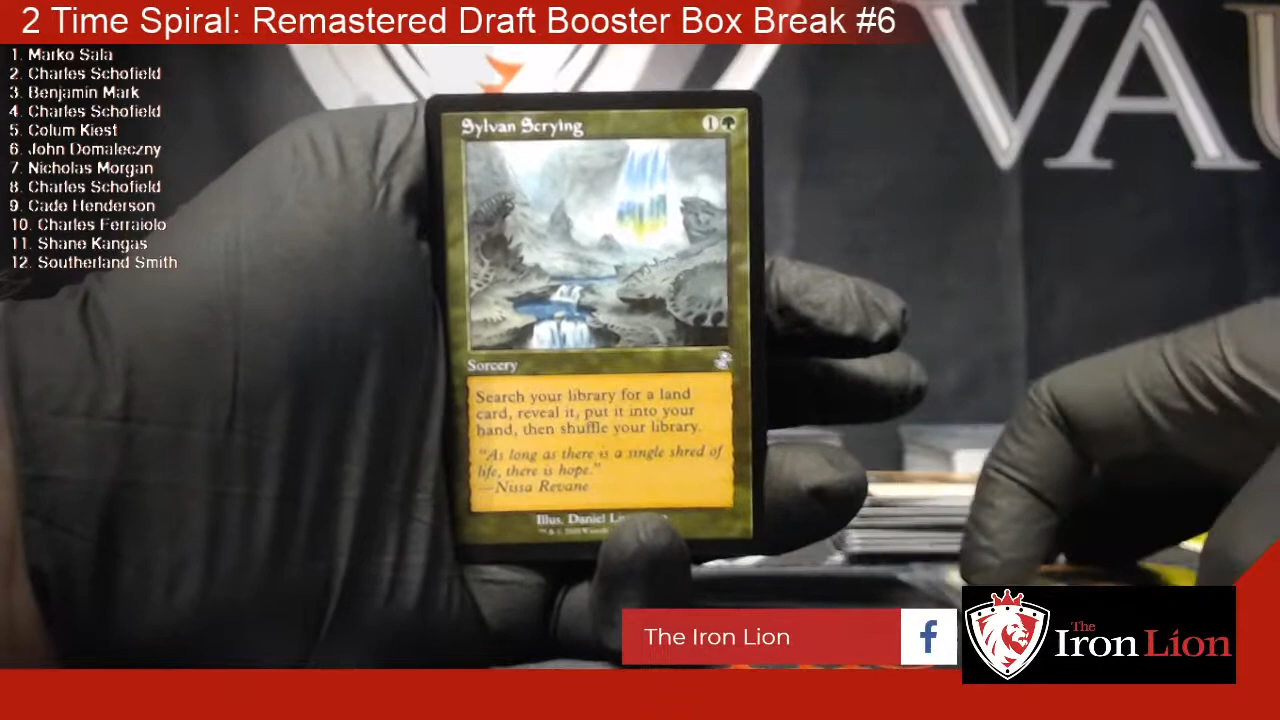 2 Time Spiral: Remastered Draft Booster Box Break #6
1. Marko Sala
2. Charles Schofield
3. Benjamin Mark
4. Charles Schofield
5. Colum Kiest
6. John Domaleczny
7. Nicholas Morgan
8. Charles Schofield
9. Cade Henderson
10. Charles Ferraiolo
11. Shane Kangas
12. Southerland Smith
VAU
Sylvan Scrying
1
Sorcery
Search your library for a land
card, reveal it, put it into your
hand, then shuffle your library.
"As long as there is a single shred of
life, there is hope."
—Nissa Revane
Illus. Daniel
The Iron Lion
f
The
Iron Lion